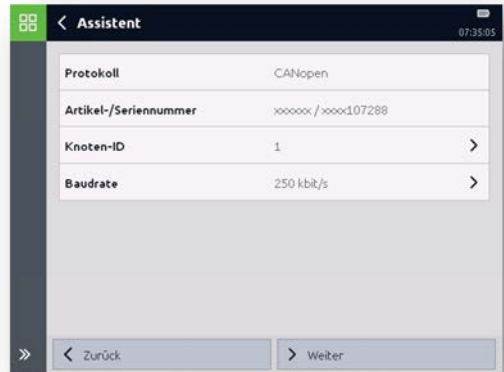 Assistent
07:35:05
Protokoll CANopen
Artikel-/Seriennummer xxxxxx / xxxx107288
Knoten-ID 1
Baudrate 250 kbit/s
Zurück Weiter